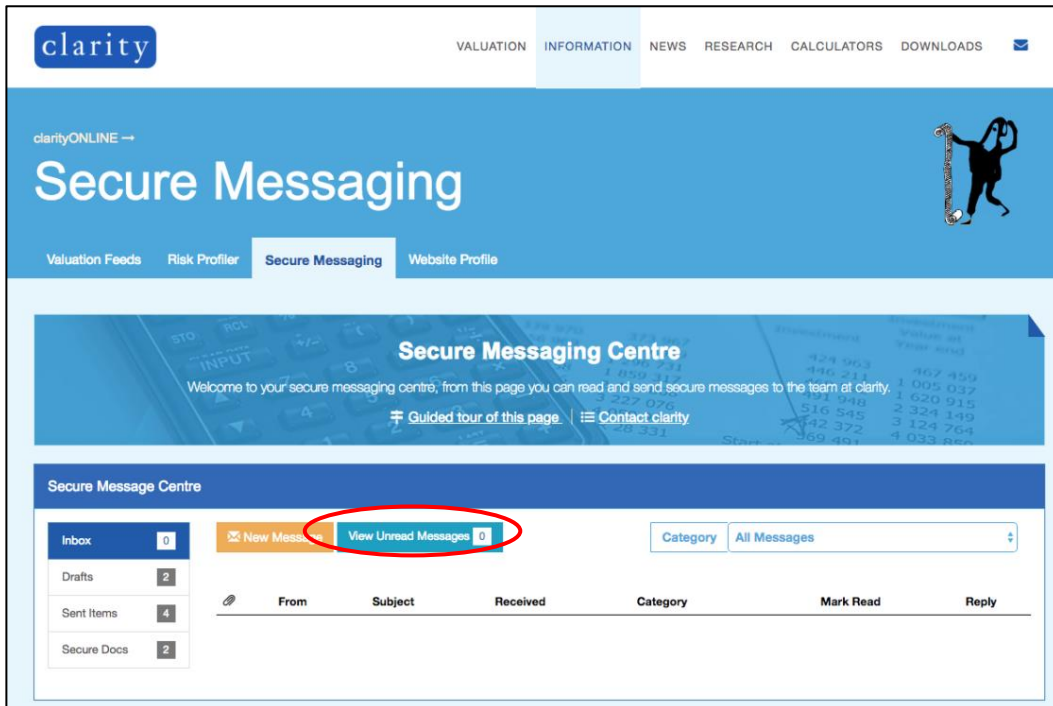 clarity
VALUATION INFORMATION NEWS RESEARCH CALCULATORS DOWNLOADS
clarityONLINE →
Secure Messaging
Valuation Feeds Risk Profiler Secure Messaging Website Profile
Secure Messaging Centre
Welcome to your secure messaging centre, from this page you can read and send secure messages to the team at clarity.
Guided tour of this page | Contact clarity
Secure Message Centre
Inbox 0
New Message View Unread Messages 0 Category All Messages
Drafts 2
From Subject Received Category Mark Read Reply
Sent Items 4
Secure Docs 2